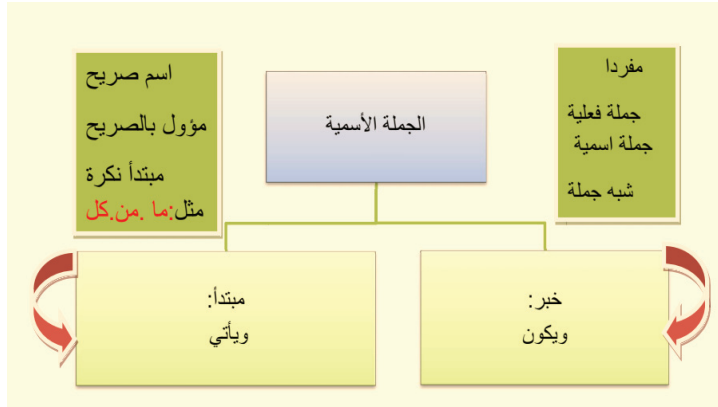 الجملة الأسمية
مفردا
جملة فعلية
جملة اسمية
شبه جملة
خبر:
ويكون
اسم صريح
مؤول بالصريح
مبتدأ نكرة
مثل:ما .من.كل
مبتدأ:
ويأتي